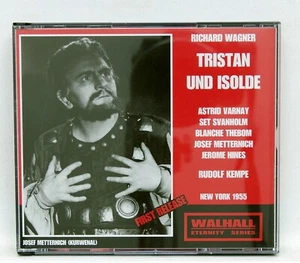 RICHARD WAGNER
TRISTAN
UND ISOLDE
ASTRID VARNAY
SET SVANHOLM
BLANCHE THEBOM
JOSEF METTERNICH
JEROME HINES
RUDOLF KEMPE
NEW YORK 1955
FIRST RELEASE
WALHALL
ETERNITY SERIES
JOSEF METTERNICH (KURWENAL)